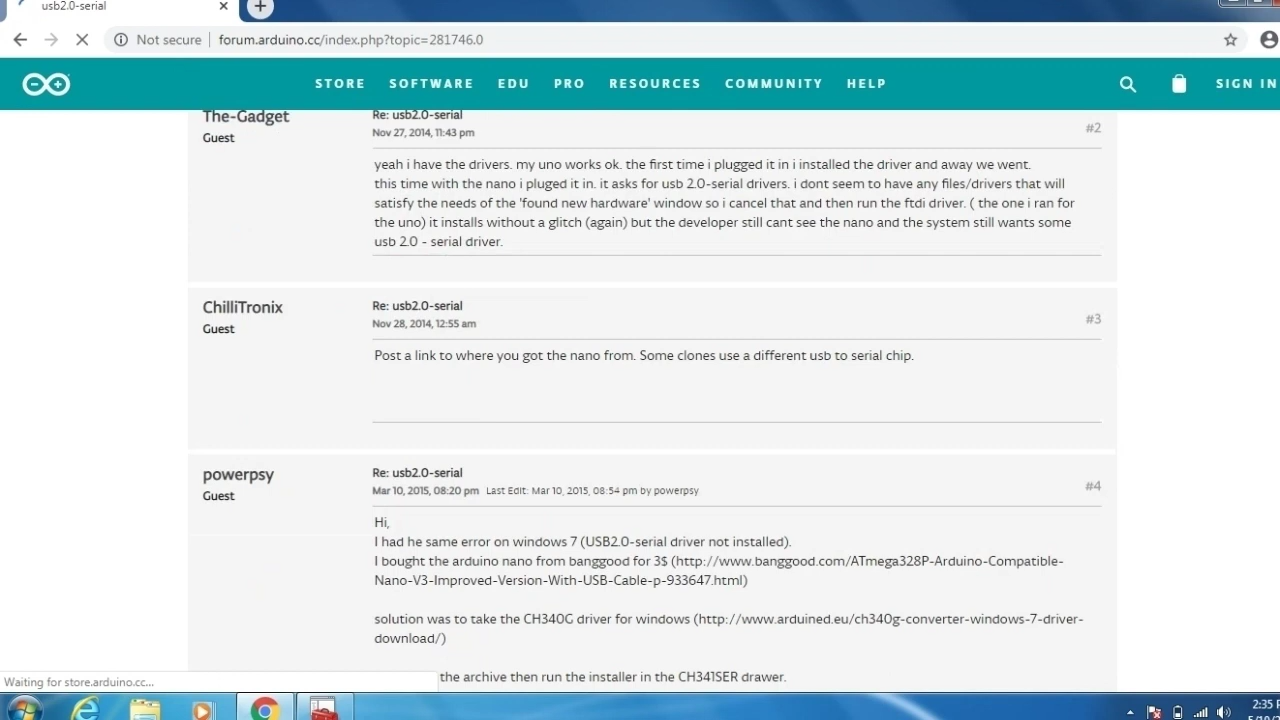 usb2.0-serial
Not secure
forum.arduino.cc/index.php?topic=281746.0
STORE SOFTWARE EDU PRO RESOURCES COMMUNITY HELP SIGN IN
The-Gadget
Guest
Re: usb2.0-serial
Nov 27, 2014, 11:43 pm
#2
yeah i have the drivers. my uno works ok. the first time i plugged it in i installed the driver and away we went.
this time with the nano i pluged it in. it asks for usb 2.0-serial drivers. i dont seem to have any files/drivers that will
satisfy the needs of the 'found new hardware' window so i cancel that and then run the ftdi driver. ( the one i ran for
the uno) it installs without a glitch (again) but the developer still cant see the nano and the system still wants some
usb 2.0 - serial driver.
ChilliTronix
Guest
Re: usb2.0-serial
Nov 28, 2014, 12:55 am
#3
Post a link to where you got the nano from. Some clones use a different usb to serial chip.
powerpsy
Guest
Re: usb2.0-serial
Mar 10, 2015, 08:20 pm Last Edit: Mar 10, 2015, 08:54 pm by powerpsy
#4
Hi,
I had he same error on windows 7 (USB2.0-serial driver not installed).
I bought the arduino nano from banggood for 3$ (http://www.banggood.com/ATmega328P-Arduino-Compatible-
Nano-V3-Improved-Version-With-USB-Cable-p-933647.html)
solution was to take the CH340G driver for windows (http://www.arduined.eu/ch340g-converter-windows-7-driver-
download/)
the archive then run the installer in the CH341SER drawer.
Waiting for store.arduino.cc...
2:35